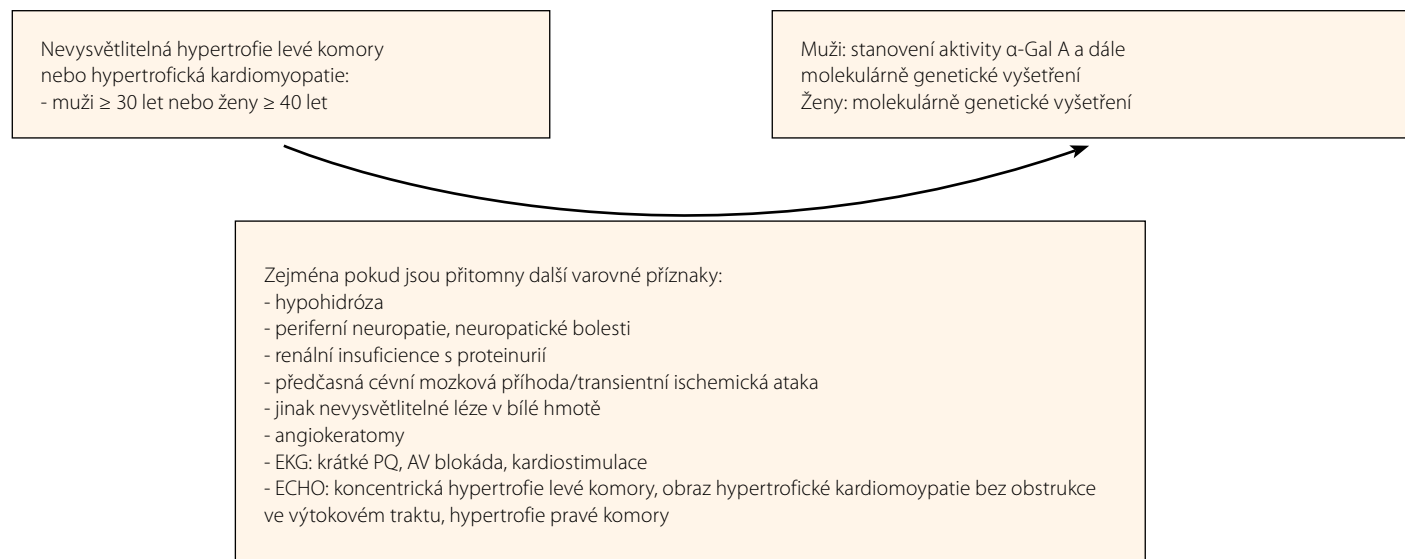 Nevysvětlitelná hypertrofie levé komory
nebo hypertrofická kardiomyopatie:
- muži ≥ 30 let nebo ženy ≥ 40 let
Muži: stanovení aktivity α-Gal A a dále
molekulárně genetické vyšetření
Ženy: molekulárně genetické vyšetření
Zejména pokud jsou přitomny další varovné příznaky:
- hypohidróza
- periferní neuropatie, neuropatické bolesti
- renální insuficience s proteinurií
- předčasná cévní mozková příhoda/transientní ischemická ataka
- jinak nevysvětlitelné léze v bílé hmotě
- angiokeratomy
- EKG: krátké PQ, AV blokáda, kardiostimulace
- ECHO: koncentrická hypertrofie levé komory, obraz hypertrofické kardiomoypatie bez obstrukce
ve výtokovém traktu, hypertrofie pravé komory